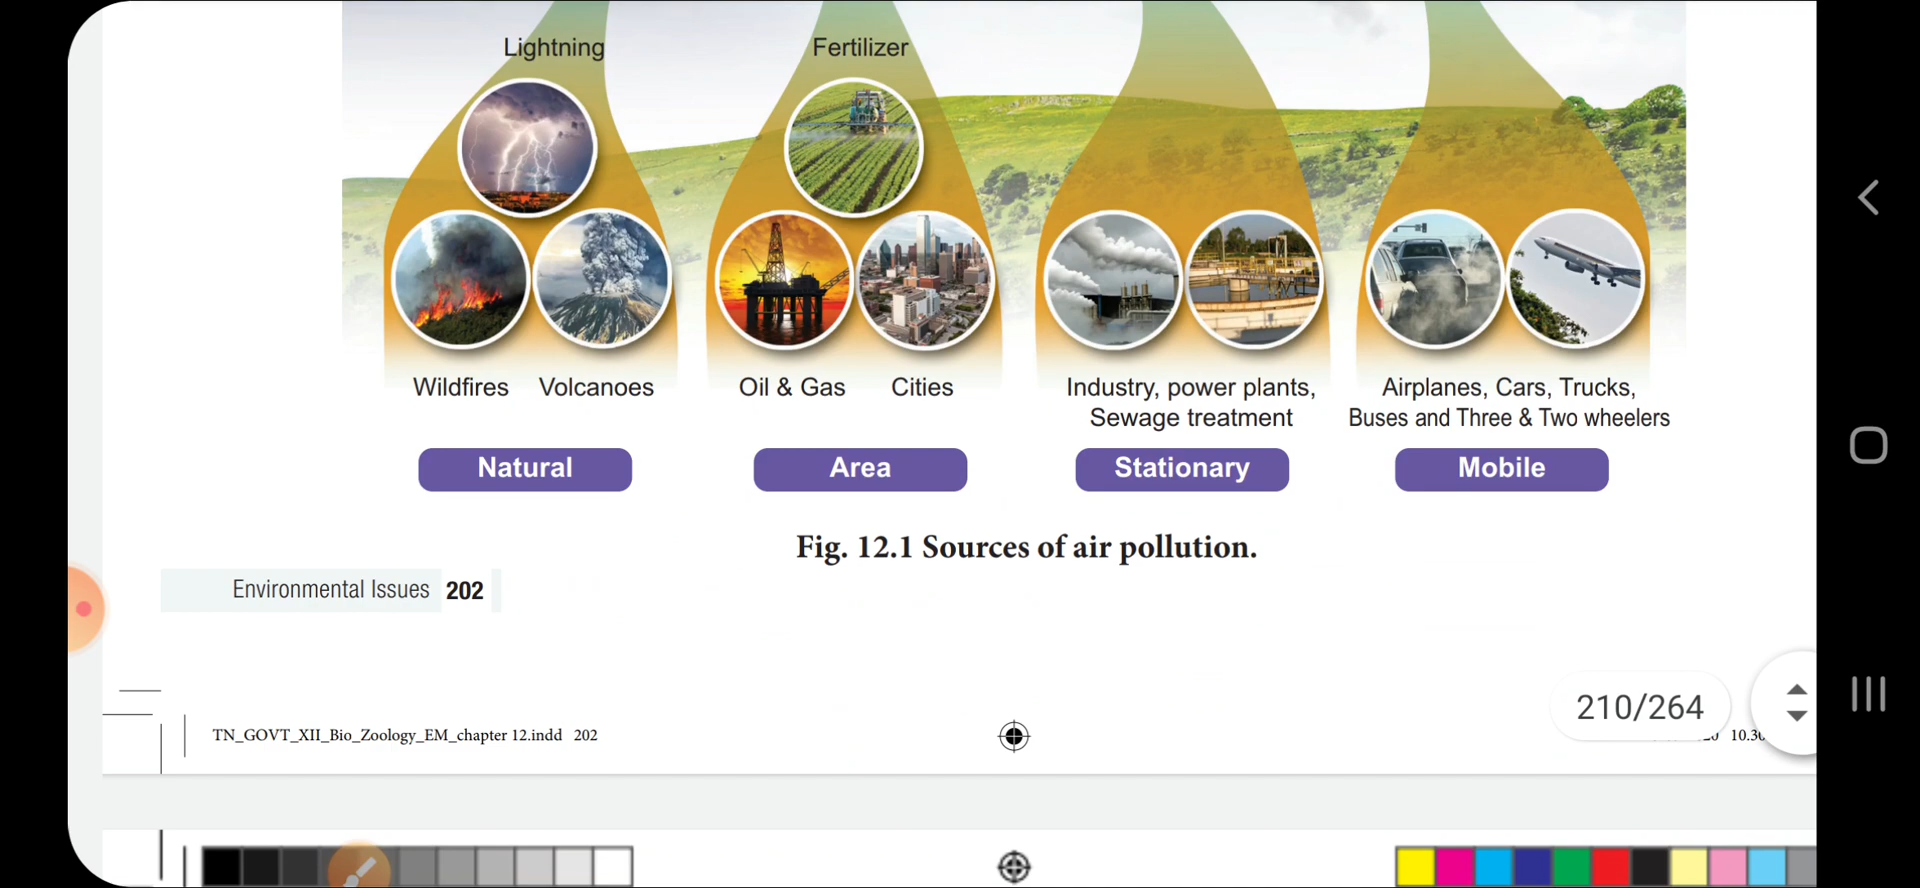 Lightning Fertilizer
Wildfires Volcanoes Oil & Gas Cities Industry, power plants, Airplanes, Cars, Trucks,
Sewage treatment Buses and Three & Two wheelers
Natural Area Stationary Mobile
Fig. 12.1 Sources of air pollution.
Environmental Issues 202
210/264
TN_GOVT_XII_Bio_Zoology_EM_chapter 12.indd 202